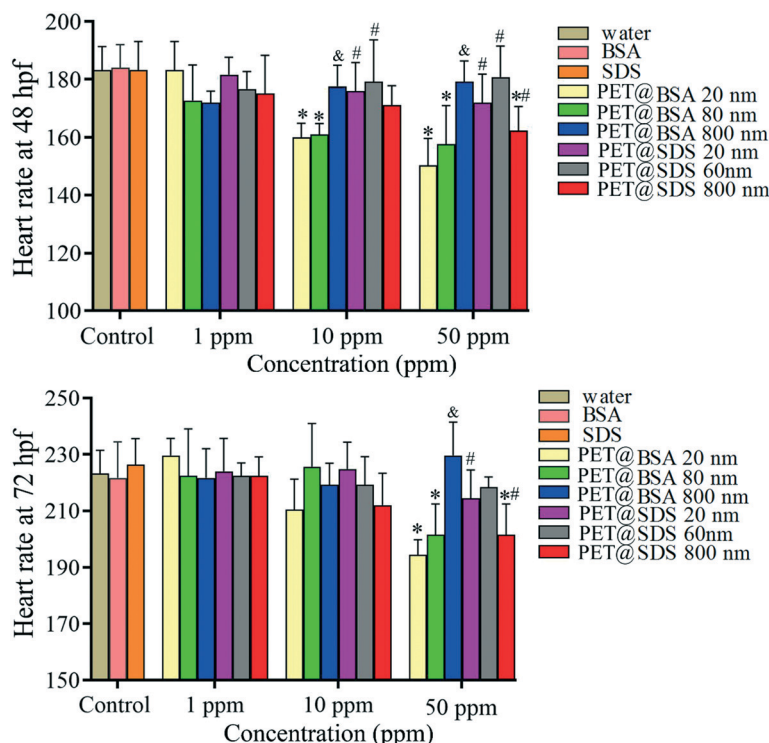 Heart rate at 48 hpf
200
180
160
140
120
100
* * & # #
* * & # # *#
Control 1 ppm 10 ppm 50 ppm
Concentration (ppm)
water
BSA
SDS
PET@BSA 20 nm
PET@BSA 80 nm
PET@BSA 800 nm
PET@SDS 20 nm
PET@SDS 60nm
PET@SDS 800 nm
Heart rate at 72 hpf
250
230
210
190
170
150
* * & # *#
Control 1 ppm 10 ppm 50 ppm
Concentration (ppm)
water
BSA
SDS
PET@BSA 20 nm
PET@BSA 80 nm
PET@BSA 800 nm
PET@SDS 20 nm
PET@SDS 60nm
PET@SDS 800 nm